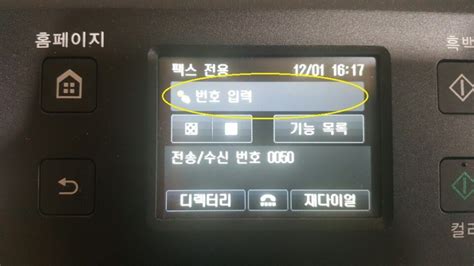 홈페이지
흑백
팩스 전용 12/01 16:17
번호 입력
기능 목록
전송/수신 번호 0050
디렉터리 재다이얼
컬러